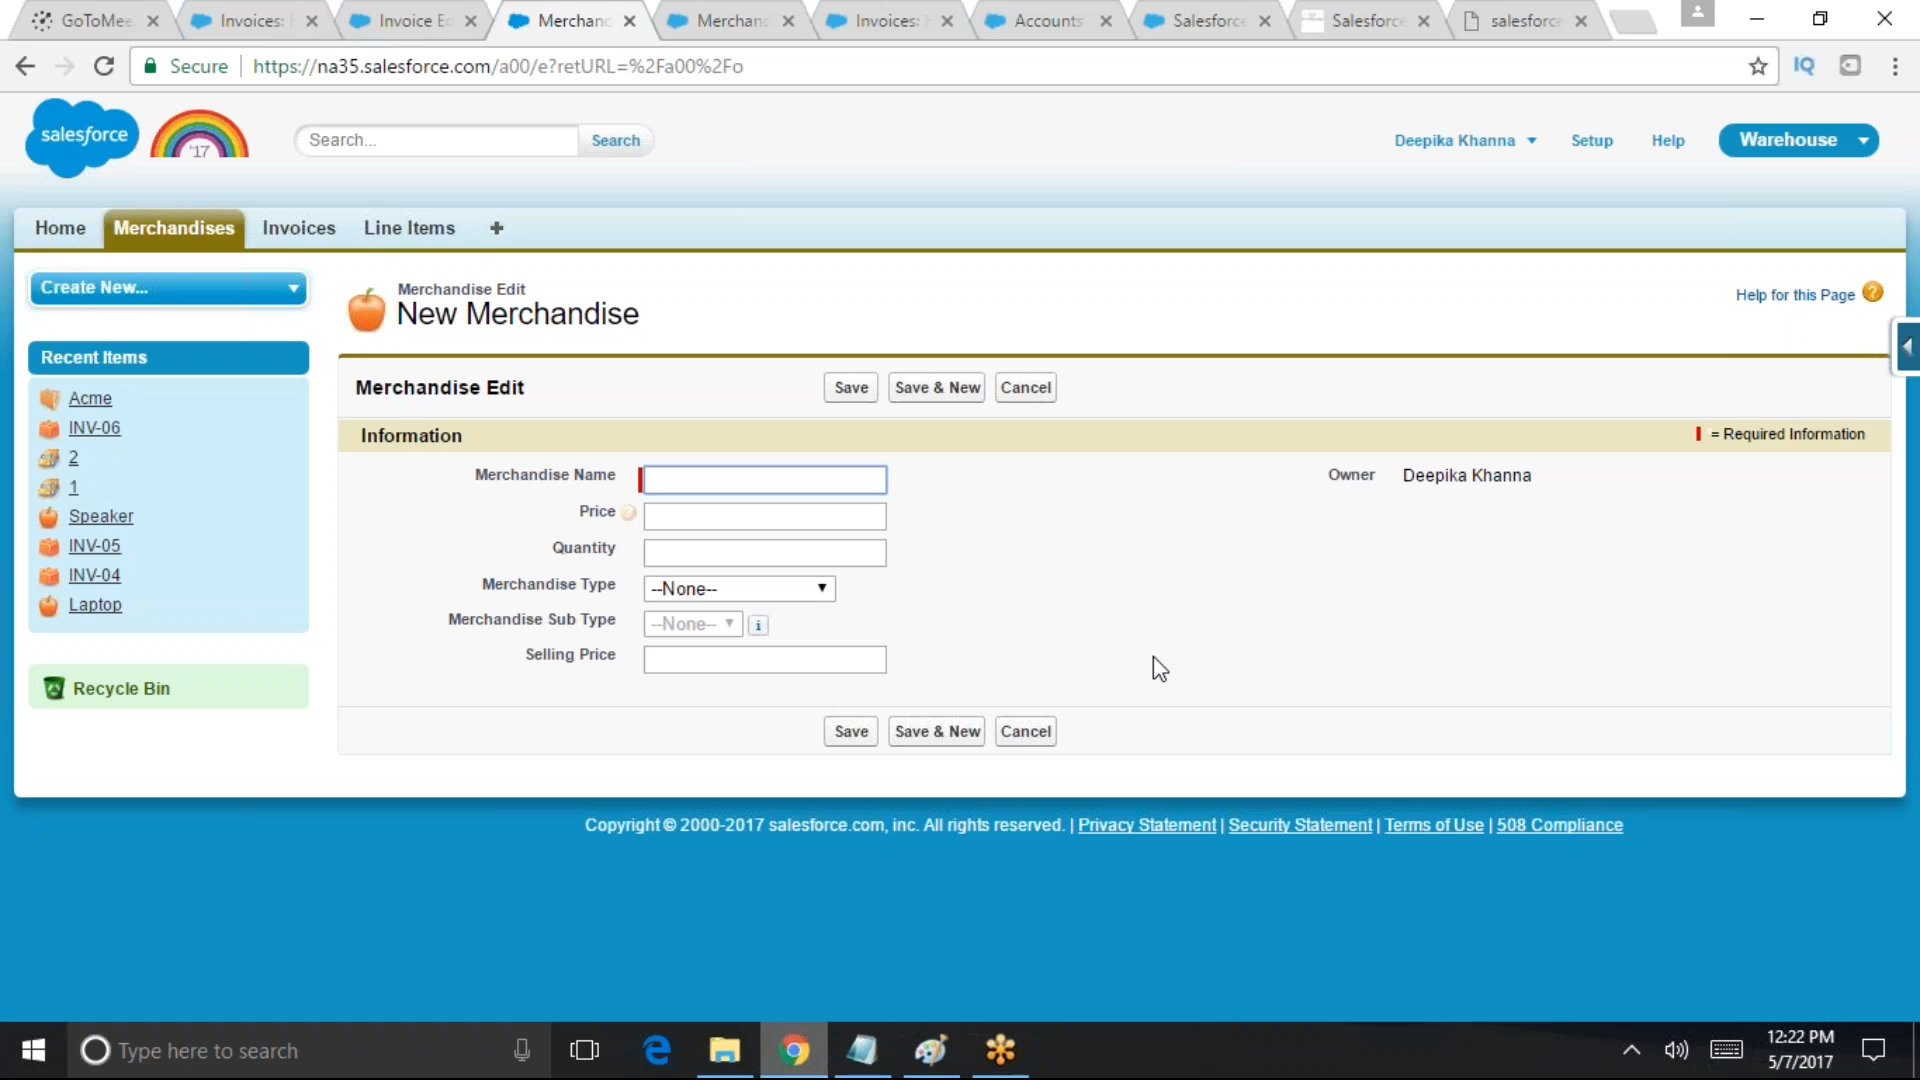 GoToMee
Invoices:
Invoice E
Merchan
Merchan
Invoices:
Accounts
Salesforc
Salesforce
salesforce
Secure
https://na35.salesforce.com/a00/e?retURL=%2Fa00%2Fo
IQ
salesforce
'17
Search...
Search
Deepika Khanna
Setup
Help
Warehouse
Home
Merchandises
Invoices
Line Items
+
Create New...
Merchandise Edit
New Merchandise
Help for this Page ?
Recent Items
Acme
INV-06
2
1
Speaker
INV-05
INV-04
Laptop
Recycle Bin
Merchandise Edit
Save
Save & New
Cancel
Information
= Required Information
Merchandise Name
Owner
Deepika Khanna
Price
Quantity
Merchandise Type
--None--
Merchandise Sub Type
--None--
i
Selling Price
Save
Save & New
Cancel
Copyright © 2000-2017 salesforce.com, inc. All rights reserved. | Privacy Statement | Security Statement | Terms of Use | 508 Compliance
Type here to search
12:22 PM
5/7/2017